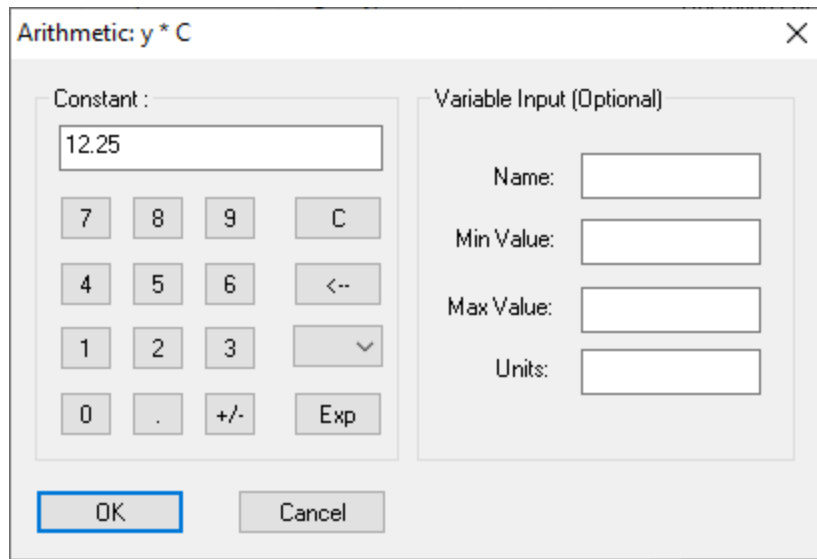 Arithmetic: y * C
Constant :
12.25
7 8 9 C
4 5 6 <--
1 2 3
0 . +/- Exp
Variable Input (Optional)
Name:
Min Value:
Max Value:
Units:
OK Cancel